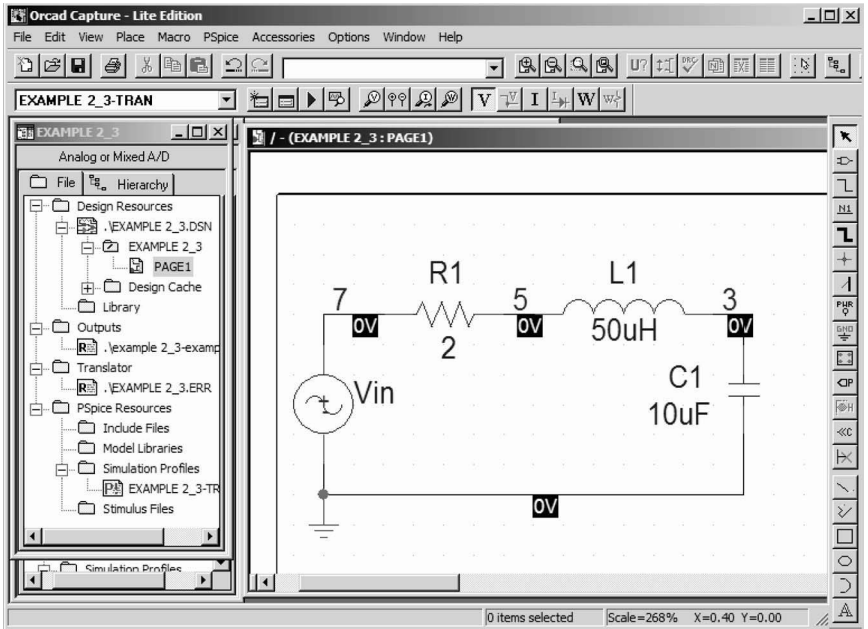 Orcad Capture - Lite Edition
File Edit View Place Macro PSpice Accessories Options Window Help
U?
DRC
EXAMPLE 2_3-TRAN
V I W
EXAMPLE 2_3
Analog or Mixed A/D
File Hierarchy
Design Resources
.\EXAMPLE 2_3.DSN
EXAMPLE 2_3
PAGE1
Design Cache
Library
Outputs
.\example 2_3-examp
Translator
.\EXAMPLE 2_3.ERR
PSpice Resources
Include Files
Model Libraries
Simulation Profiles
EXAMPLE 2_3-TR
Stimulus Files
Simulation Profiles
/ - (EXAMPLE 2_3 : PAGE1)
R1
L1
7
5
3
0V
0V
0V
2
50uH
C1
10uF
Vin
0V
N1
PWR
GND
A
0 items selected Scale=268% X=0.40 Y=0.00